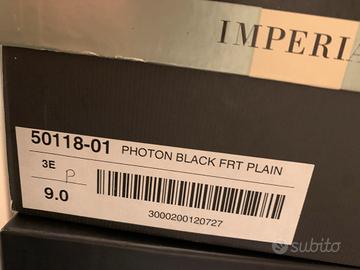 IMPERIA
50118-01 PHOTON BLACK FRT PLAIN
3E
9.0
3000200120727
subito